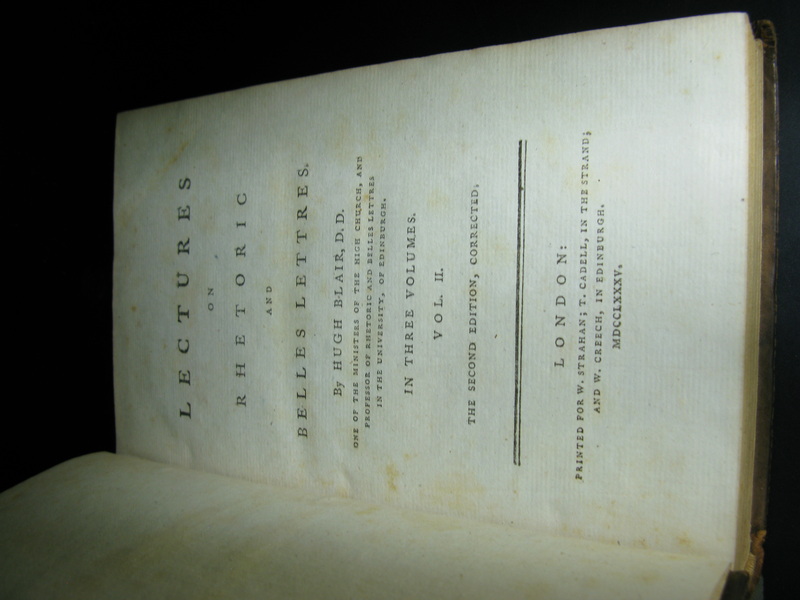 LECTURES
ON
RHETORIC
AND
BELLES LETTRES.
By HUGH BLAIR, D.D.
ONE OF THE MINISTERS OF THE HIGH CHURCH, AND
PROFESSOR OF RHETORIC AND BELLES LETTRES
IN THE UNIVERSITY, OF EDINBURGH.
IN THREE VOLUMES.
VOL. II.
THE SECOND EDITION, CORRECTED.
LONDON:
PRINTED FOR W. STRAHAN; T. CADELL, IN THE STRAND;
AND W. CREECH, IN EDINBURGH.
MDCCLXXXV.